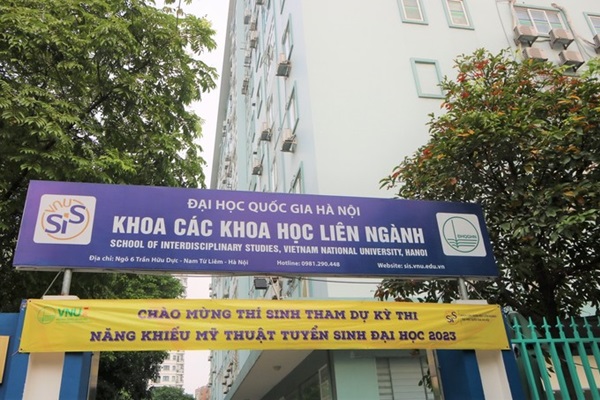 ĐẠI HỌC QUỐC GIA HÀ NỘI
KHOA CÁC KHOA HỌC LIÊN NGÀNH
SCHOOL OF INTERDISCIPLINARY STUDIES, VIETNAM NATIONAL UNIVERSITY, HANOI
Địa chỉ: Ngõ 6 Trần Hữu Dực - Nam Từ Liêm - Hà Nội Hotline: 0981.290.448 Website: sis.vnu.edu.vn
VNU
SiS
ĐHQGHN
VNU
CHÀO MỪNG THÍ SINH THAM DỰ KỲ THI
NĂNG KHIẾU MỸ THUẬT TUYỂN SINH ĐẠI HỌC 2023
SiS